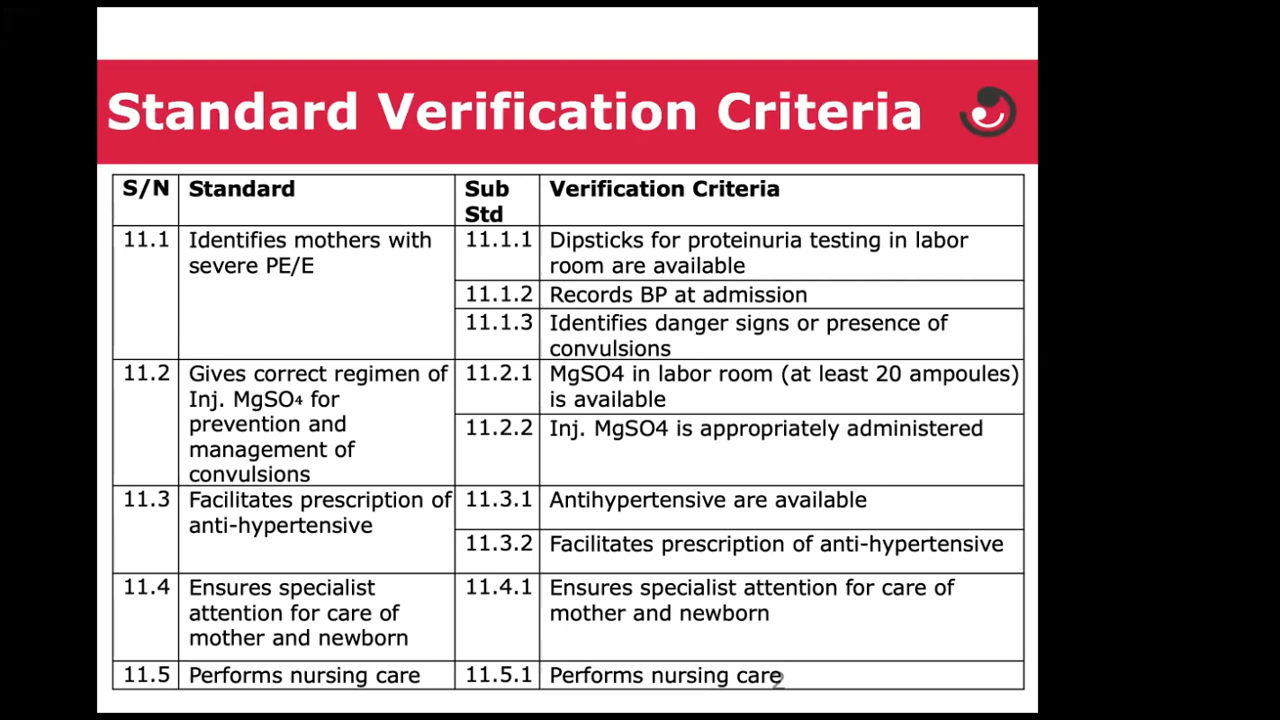 Standard Verification Criteria
S/N Standard Sub Std Verification Criteria
11.1 Identifies mothers with severe PE/E 11.1.1 Dipsticks for proteinuria testing in labor room are available
11.1.2 Records BP at admission
11.1.3 Identifies danger signs or presence of convulsions
11.2 Gives correct regimen of Inj. MgSO₄ for prevention and management of convulsions 11.2.1 MgSO4 in labor room (at least 20 ampoules) is available
11.2.2 Inj. MgSO4 is appropriately administered
11.3 Facilitates prescription of anti-hypertensive 11.3.1 Antihypertensive are available
11.3.2 Facilitates prescription of anti-hypertensive
11.4 Ensures specialist attention for care of mother and newborn 11.4.1 Ensures specialist attention for care of mother and newborn
11.5 Performs nursing care 11.5.1 Performs nursing care
2